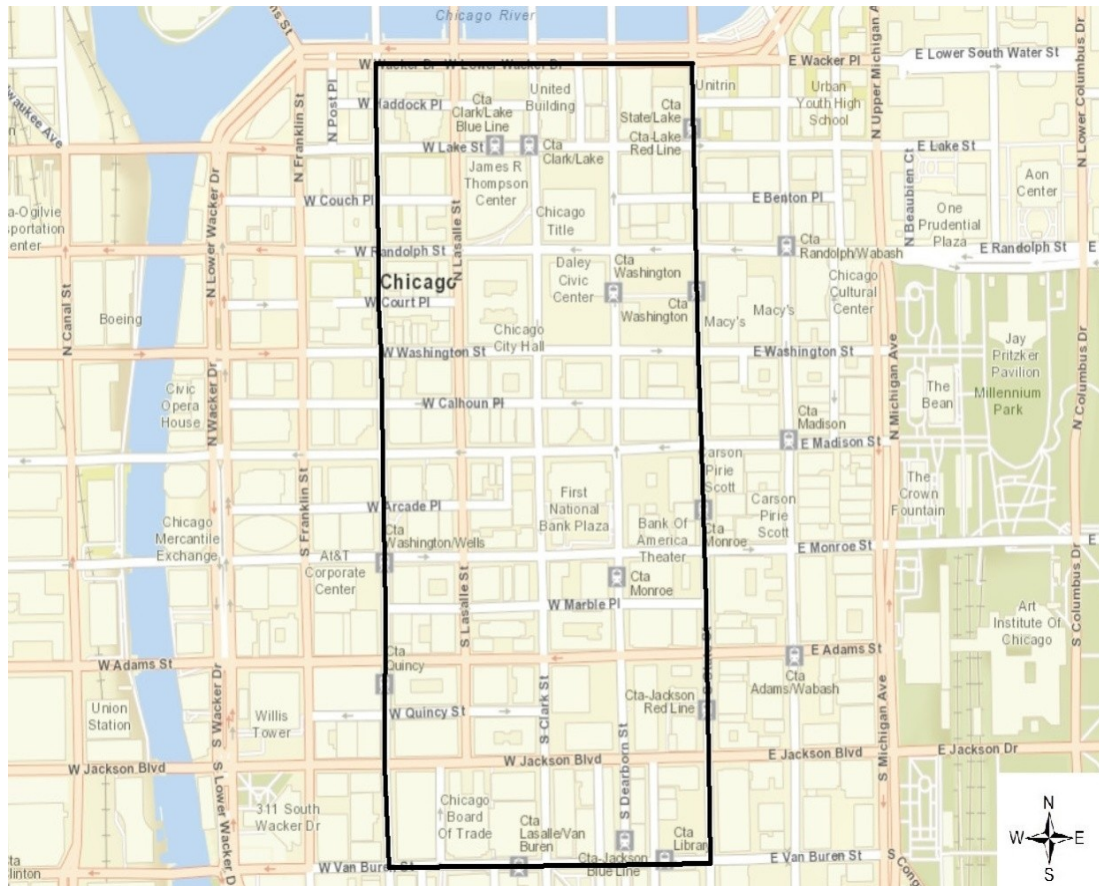 Chicago River
ms St
W Wacker Dr
W Lower Wacker Dr
E Wacker Pl
E Lower South Water St
N Upper Michigan A
N Lower Columbus Dr
waukee Ave
N Post Pl
N Franklin St
W Haddock Pl
Cta
Clark/Lake
Blue Line
United
Building
Cta
State/Lake
Unitrin
Urban
Youth High
School
Cta-Lake
Red Line
W Lake St
Cta
Clark/Lake
E Lake St
James R
Thompson
Center
N Beaubien Ct
Aon
Center
a-Ogilvie
sportation
enter
N Lower Wacker Dr
W Couch Pl
N Lasalle St
Chicago
Title
E Benton Pl
One
Prudential
Plaza
W Randolph St
Cta
Randolph/Wabash
E Randolph St
E
Chicago
Daley
Civic
Center
Cta
Washington
Cta
Washington
Chicago
Cultural
Center
W Court Pl
Boeing
N Canal St
Macy's
Macy's
Chicago
City Hall
Jay
Pritzker
Pavilion
W Washington St
E Washington St
N Michigan Ave
N Columbus Dr
Civic
Opera
House
N Wacker Dr
The
Bean
Millennium
Park
W Calhoun Pl
Cta
Madison
E Madison St
Carson
Pirie
Scott
First
National
Bank Plaza
Carson
Pirie
Scott
The
Crown
Fountain
W Arcade Pl
S Franklin St
Chicago
Mercantile
Exchange
Cta
Washington/Wells
Bank Of
America
Theater
Cta
Monroe
E Monroe St
E
At&T
Corporate
Center
S Lasalle St
Cta
Monroe
W Marble Pl
Art
Institute Of
Chicago
S Columbus Dr
W Adams St
Cta
Quincy
E Adams St
Cta
Adams/Wabash
S State St
S Wacker Dr
Union
Station
Willis
Tower
W Quincy St
S Clark St
Cta-Jackson
Red Line
S Michigan Ave
S Dearborn St
W Jackson Blvd
W Jackson Blvd
E Jackson Blvd
E Jackson Dr
S Lower Wacker D
311 South
Wacker Dr
Chicago
Board
Of Trade
Cta
Lasalle/Van
Buren
Cta
Library
Cta-Jackson
Blue Line
W Van Buren St
E Van Buren St
S Cong
Cta
Clinton
N
W
E
S